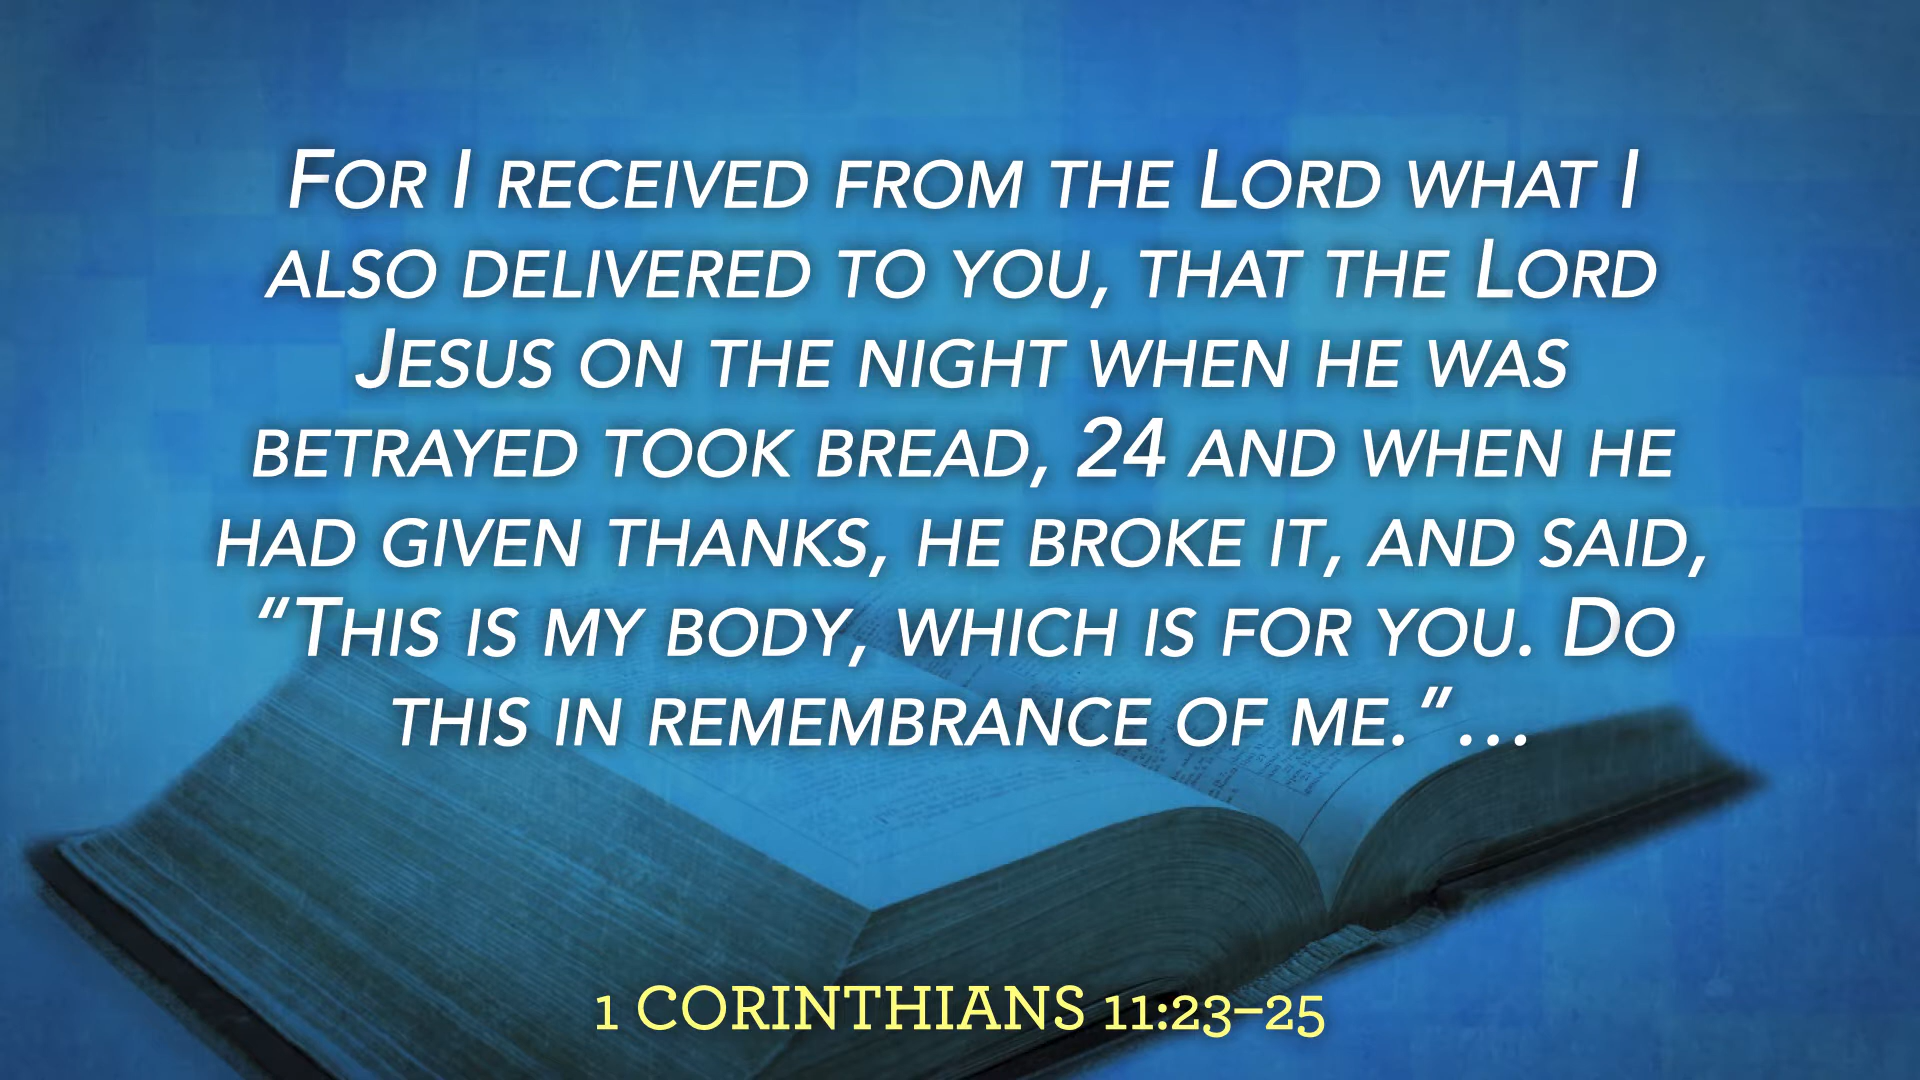 For I received from the Lord what I
also delivered to you, that the Lord
Jesus on the night when he was
betrayed took bread, 24 and when he
had given thanks, he broke it, and said,
“This is my body, which is for you. Do
this in remembrance of me.”…
1 CORINTHIANS 11:23–25